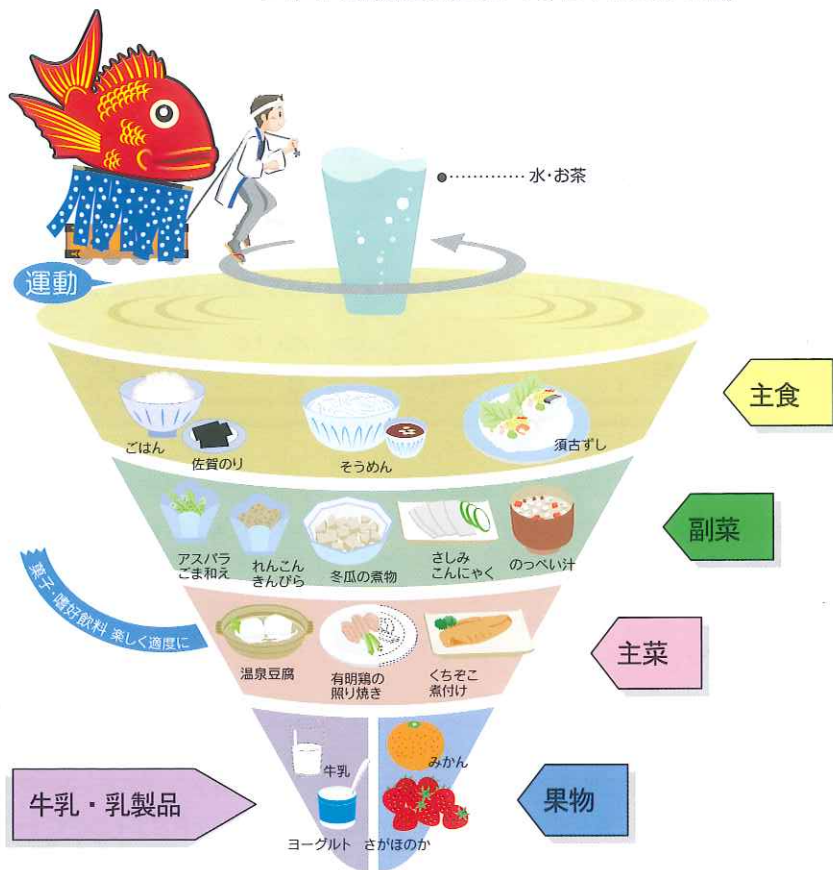 水・お茶
運動
主食
ごはん
佐賀のり
そうめん
須古ずし
副菜
アスパラ
ごま和え
れんこん
きんぴら
冬瓜の煮物
さしみ
こんにゃく
のっぺい汁
菓子・嗜好飲料 楽しく適度に
主菜
温泉豆腐
有明鶏の
照り焼き
くちぞこ
煮付け
牛乳・乳製品
牛乳
ヨーグルト
みかん
さがほのか
果物